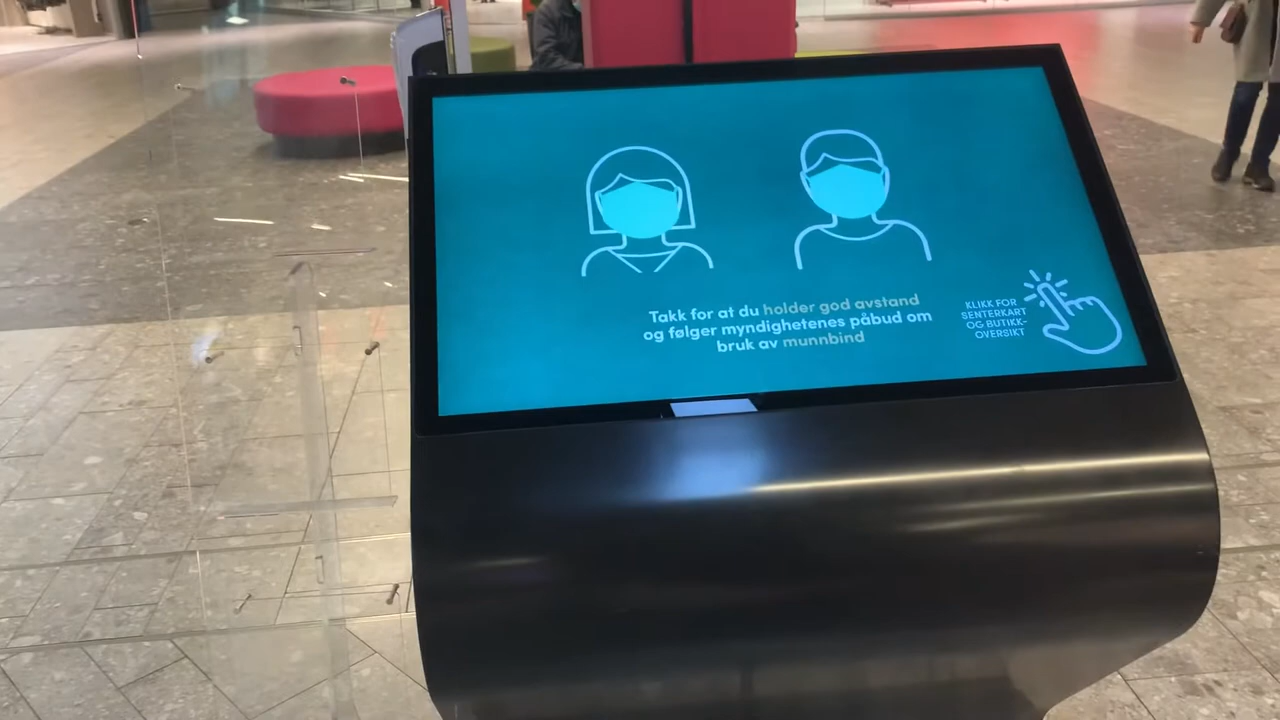 Takk for at du holder god avstand
og følger myndighetenes påbud om
bruk av munnbind
KLIKK FOR
SENTERKART
OG BUTIKK-
OVERSIKT